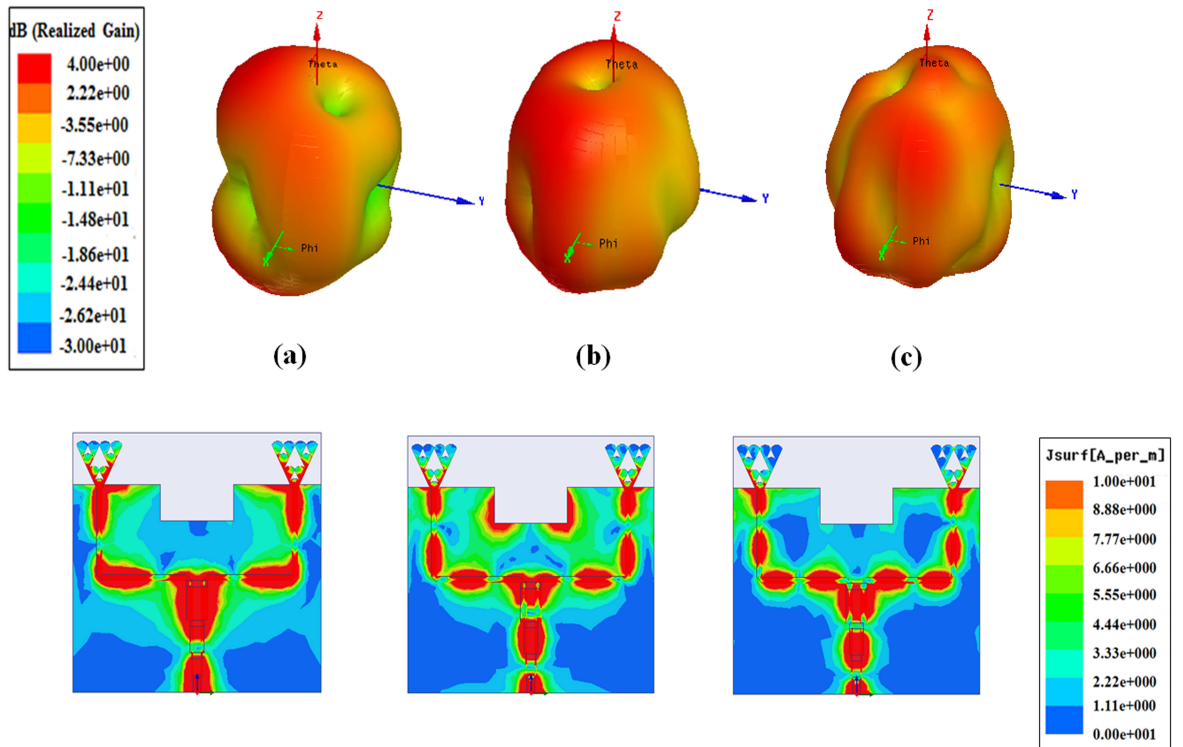 dB (Realized Gain)
4.00e+00
2.22e+00
-3.55e+00
-7.33e+00
-1.11e+01
-1.48e+01
-1.86e+01
-2.44e+01
-2.62e+01
-3.00e+01
Z
Theta
Y
Phi
X
(a)
Z
Theta
Y
Phi
X
(b)
Z
Theta
Y
Phi
X
(c)
Jsurf[A_per_m]
1.00e+001
8.88e+000
7.77e+000
6.66e+000
5.55e+000
4.44e+000
3.33e+000
2.22e+000
1.11e+000
0.00e+001